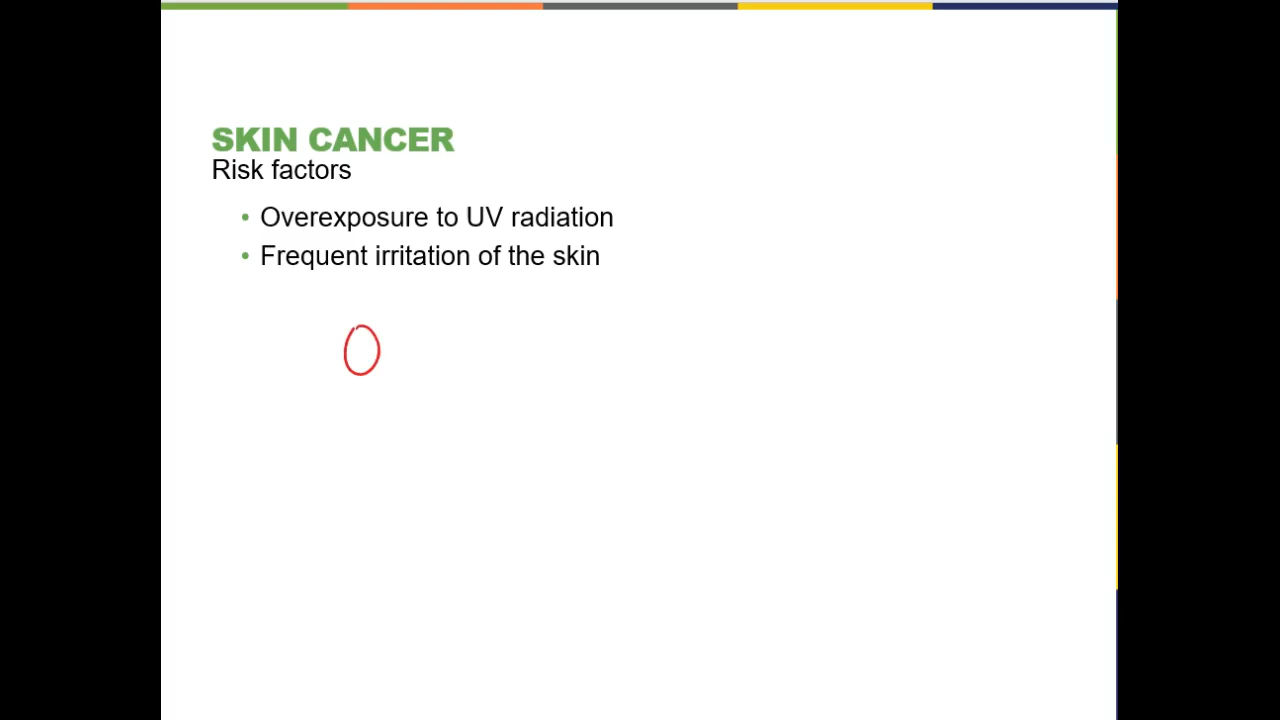 SKIN CANCER
Risk factors
• Overexposure to UV radiation
• Frequent irritation of the skin